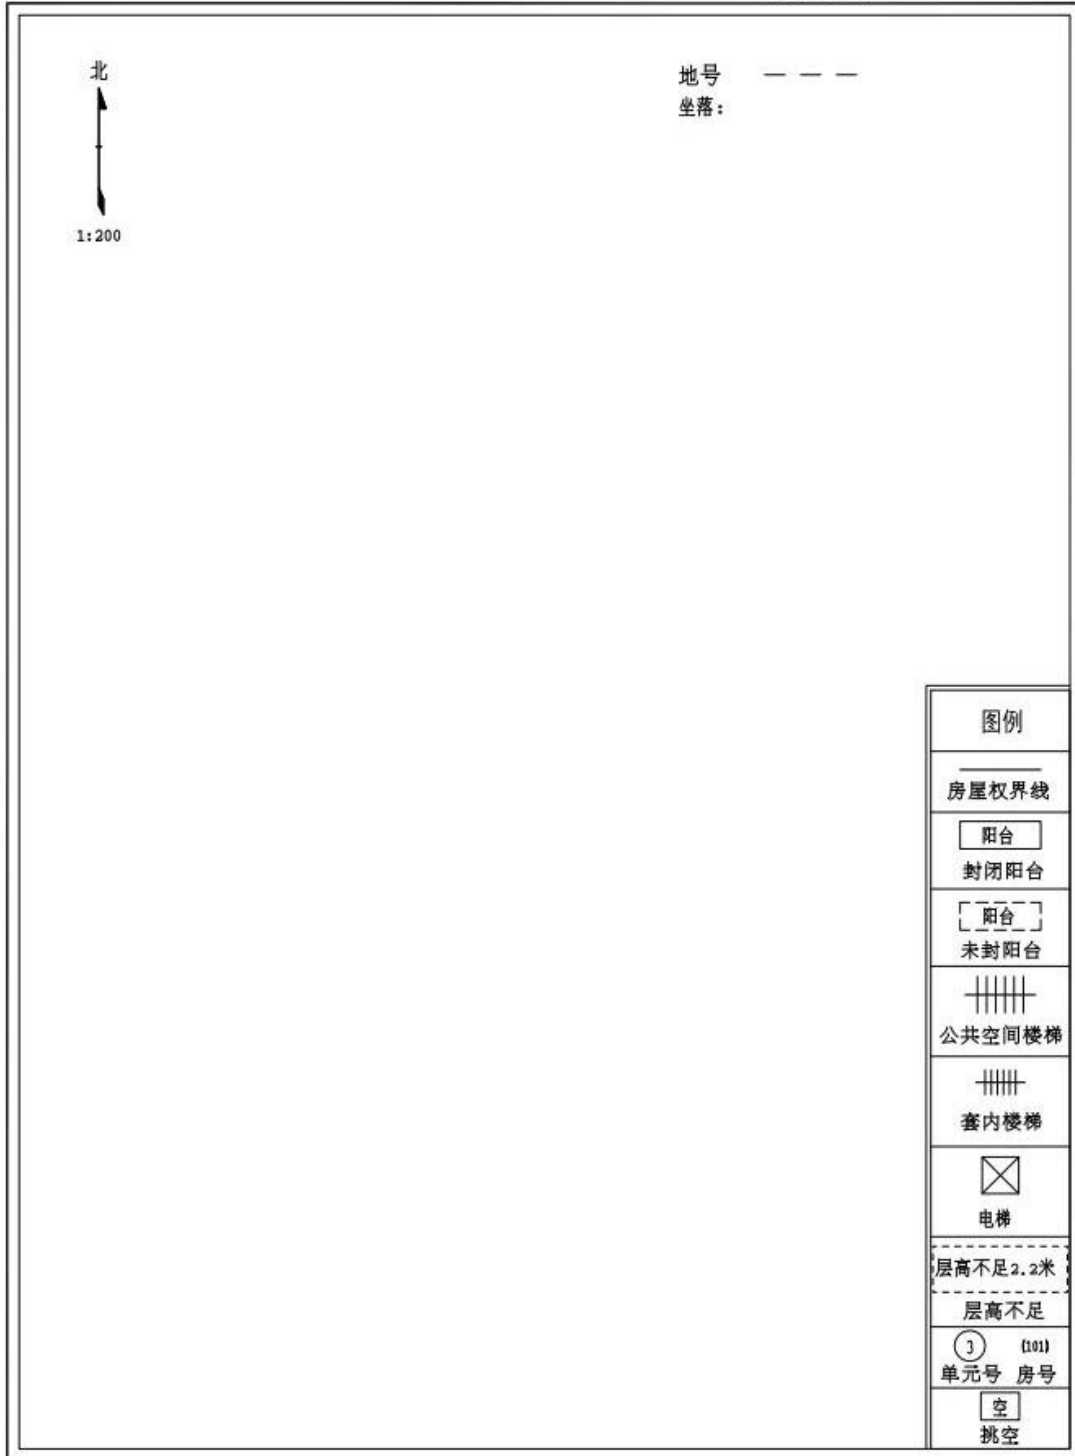 北
1:200
地号 — — —
坐落:
图例
房屋权界线
阳台
封闭阳台
阳台
未封阳台
公共空间楼梯
套内楼梯
电梯
层高不足2.2米
层高不足
3 (101)
单元号 房号
空
挑空